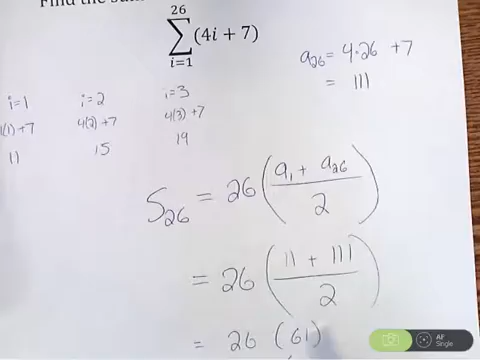 Find the sum
26
∑ (4i + 7)
i=1
a₂₆ = 4·26 + 7
= 111
i=1 i=2 i=3
(1) +7 4(2) +7 4(3) +7
11 15 19
S₂₆ = 26 (a₁ + a₂₆ / 2)
= 26 (11 + 111 / 2)
= 26 (61)
AF
Single